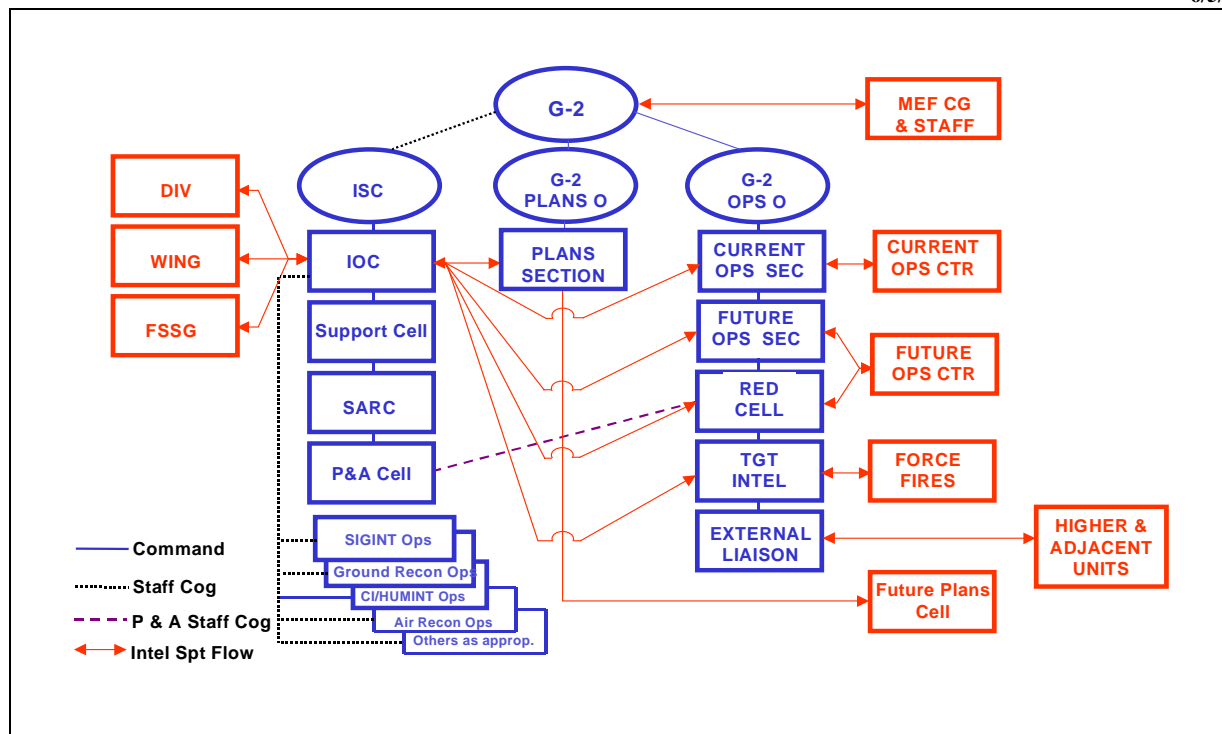 G-2
MEF CG
& STAFF
DIV
WING
FSSG
ISC
G-2
PLANS O
G-2
OPS O
IOC
PLANS
SECTION
CURRENT
OPS SEC
CURRENT
OPS CTR
Support Cell
FUTURE
OPS SEC
FUTURE
OPS CTR
SARC
RED
CELL
P&A Cell
TGT
INTEL
FORCE
FIRES
EXTERNAL
LIAISON
HIGHER &
ADJACENT
UNITS
SIGINT Ops
Ground Recon Ops
CI/HUMINT Ops
Air Recon Ops
Others as approp.
Future Plans
Cell
Command
Staff Cog
P & A Staff Cog
Intel Spt Flow